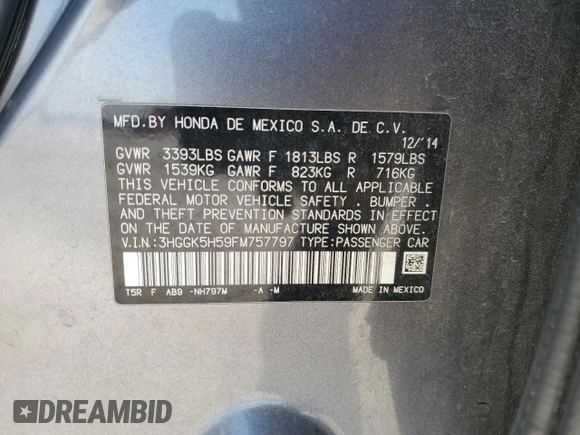 MFD.BY HONDA DE MEXICO S.A. DE C.V.
12/'14
GVWR 3393LBS GAWR F 1813LBS R 1579LBS
GVWR 1539KG GAWR F 823KG R 716KG
THIS VEHICLE CONFORMS TO ALL APPLICABLE
FEDERAL MOTOR VEHICLE SAFETY . BUMPER .
AND THEFT PREVENTION STANDARDS IN EFFECT
ON THE DATE OF MANUFACTURE SHOWN ABOVE.
V.I.N.:3HGGK5H59FM757797 TYPE:PASSENGER CAR
T5R F AB9 -NH797M -A -M MADE IN MEXICO
DREAMBID